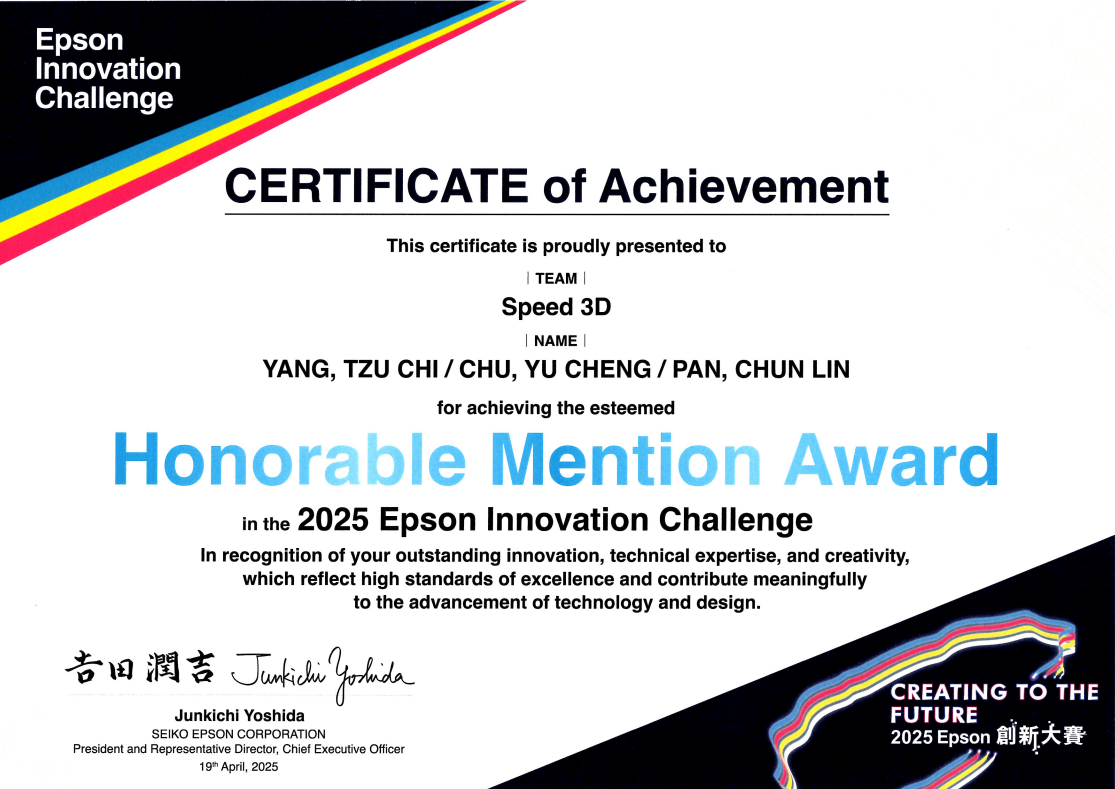 Epson
Innovation
Challenge
CERTIFICATE of Achievement
This certificate is proudly presented to
| TEAM |
Speed 3D
| NAME |
YANG, TZU CHI / CHU, YU CHENG / PAN, CHUN LIN
for achieving the esteemed
Honorable Mention Award
in the 2025 Epson Innovation Challenge
In recognition of your outstanding innovation, technical expertise, and creativity,
which reflect high standards of excellence and contribute meaningfully
to the advancement of technology and design.
吉田 潤吉 Junkichi Yoshida
Junkichi Yoshida
SEIKO EPSON CORPORATION
President and Representative Director, Chief Executive Officer
19th April, 2025
CREATING TO THE
FUTURE
2025 Epson 創新大賽